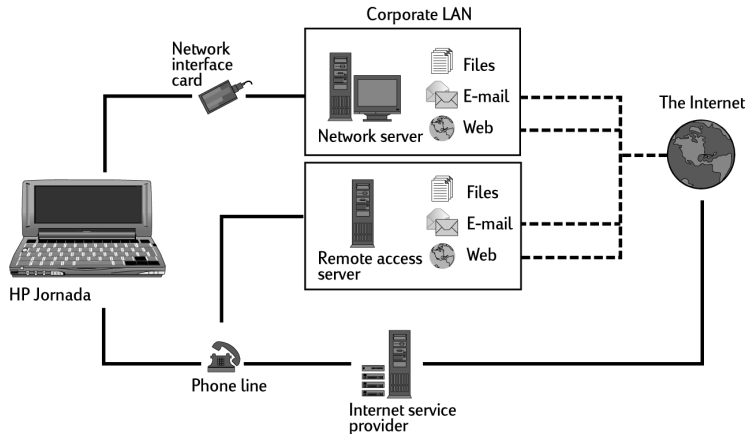 Corporate LAN
Network
interface
card
Files
E-mail
Web
Network server
The Internet
Files
E-mail
Web
Remote access
server
HP Jornada
Phone line
Internet service
provider